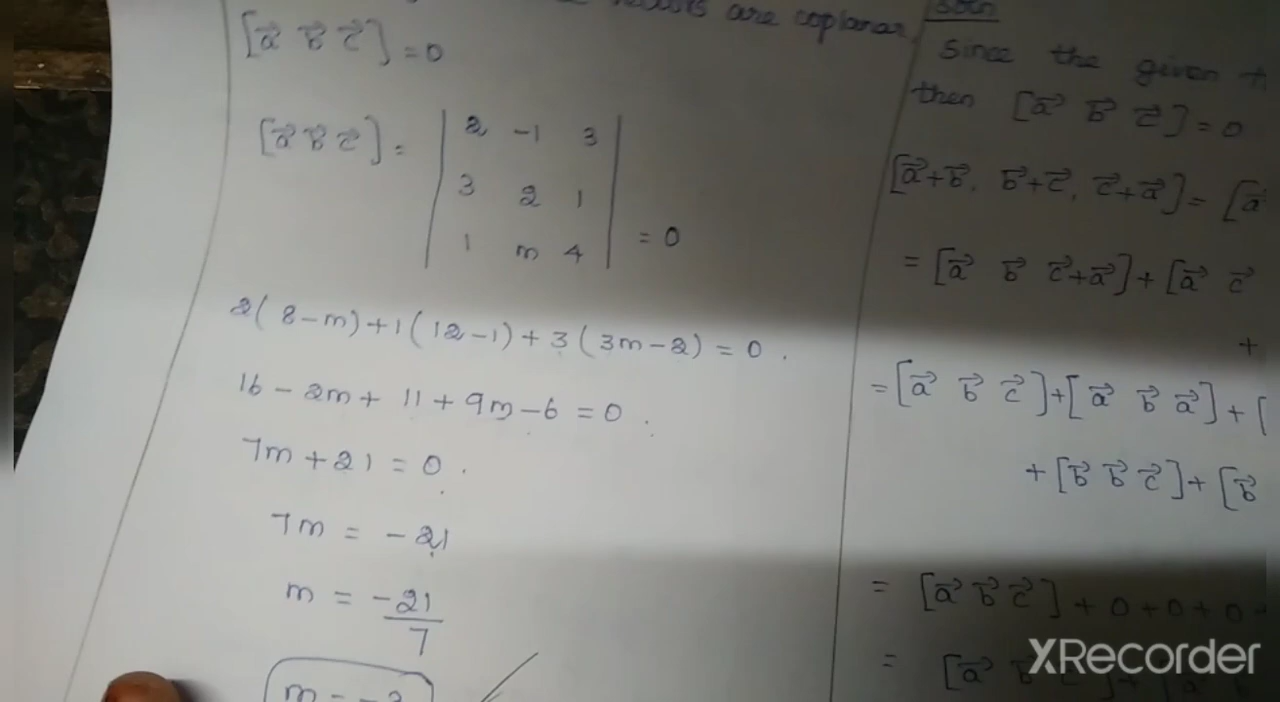 are coplanar.
[a⃗ b⃗ c⃗] = 0
[a⃗ b⃗ c⃗] =
2 -1 3
3 2 1
1 m 4
= 0
2(8-m)+1(12-1)+3(3m-2) = 0.
16 - 2m + 11 + 9m - 6 = 0.
7m + 21 = 0.
7m = -21
m = -21/7
m = -3
Soln
Since the given
then [a⃗ b⃗ c⃗] = 0
[a⃗+b⃗, b⃗+c⃗, c⃗+a⃗] = [a⃗
= [a⃗ b⃗ c⃗+a⃗] + [a⃗ c⃗
+
= [a⃗ b⃗ c⃗] + [a⃗ b⃗ a⃗] + [
+ [b⃗ b⃗ c⃗] + [b⃗
= [a⃗ b⃗ c⃗] + 0 + 0 + 0
= [a⃗
XRecorder